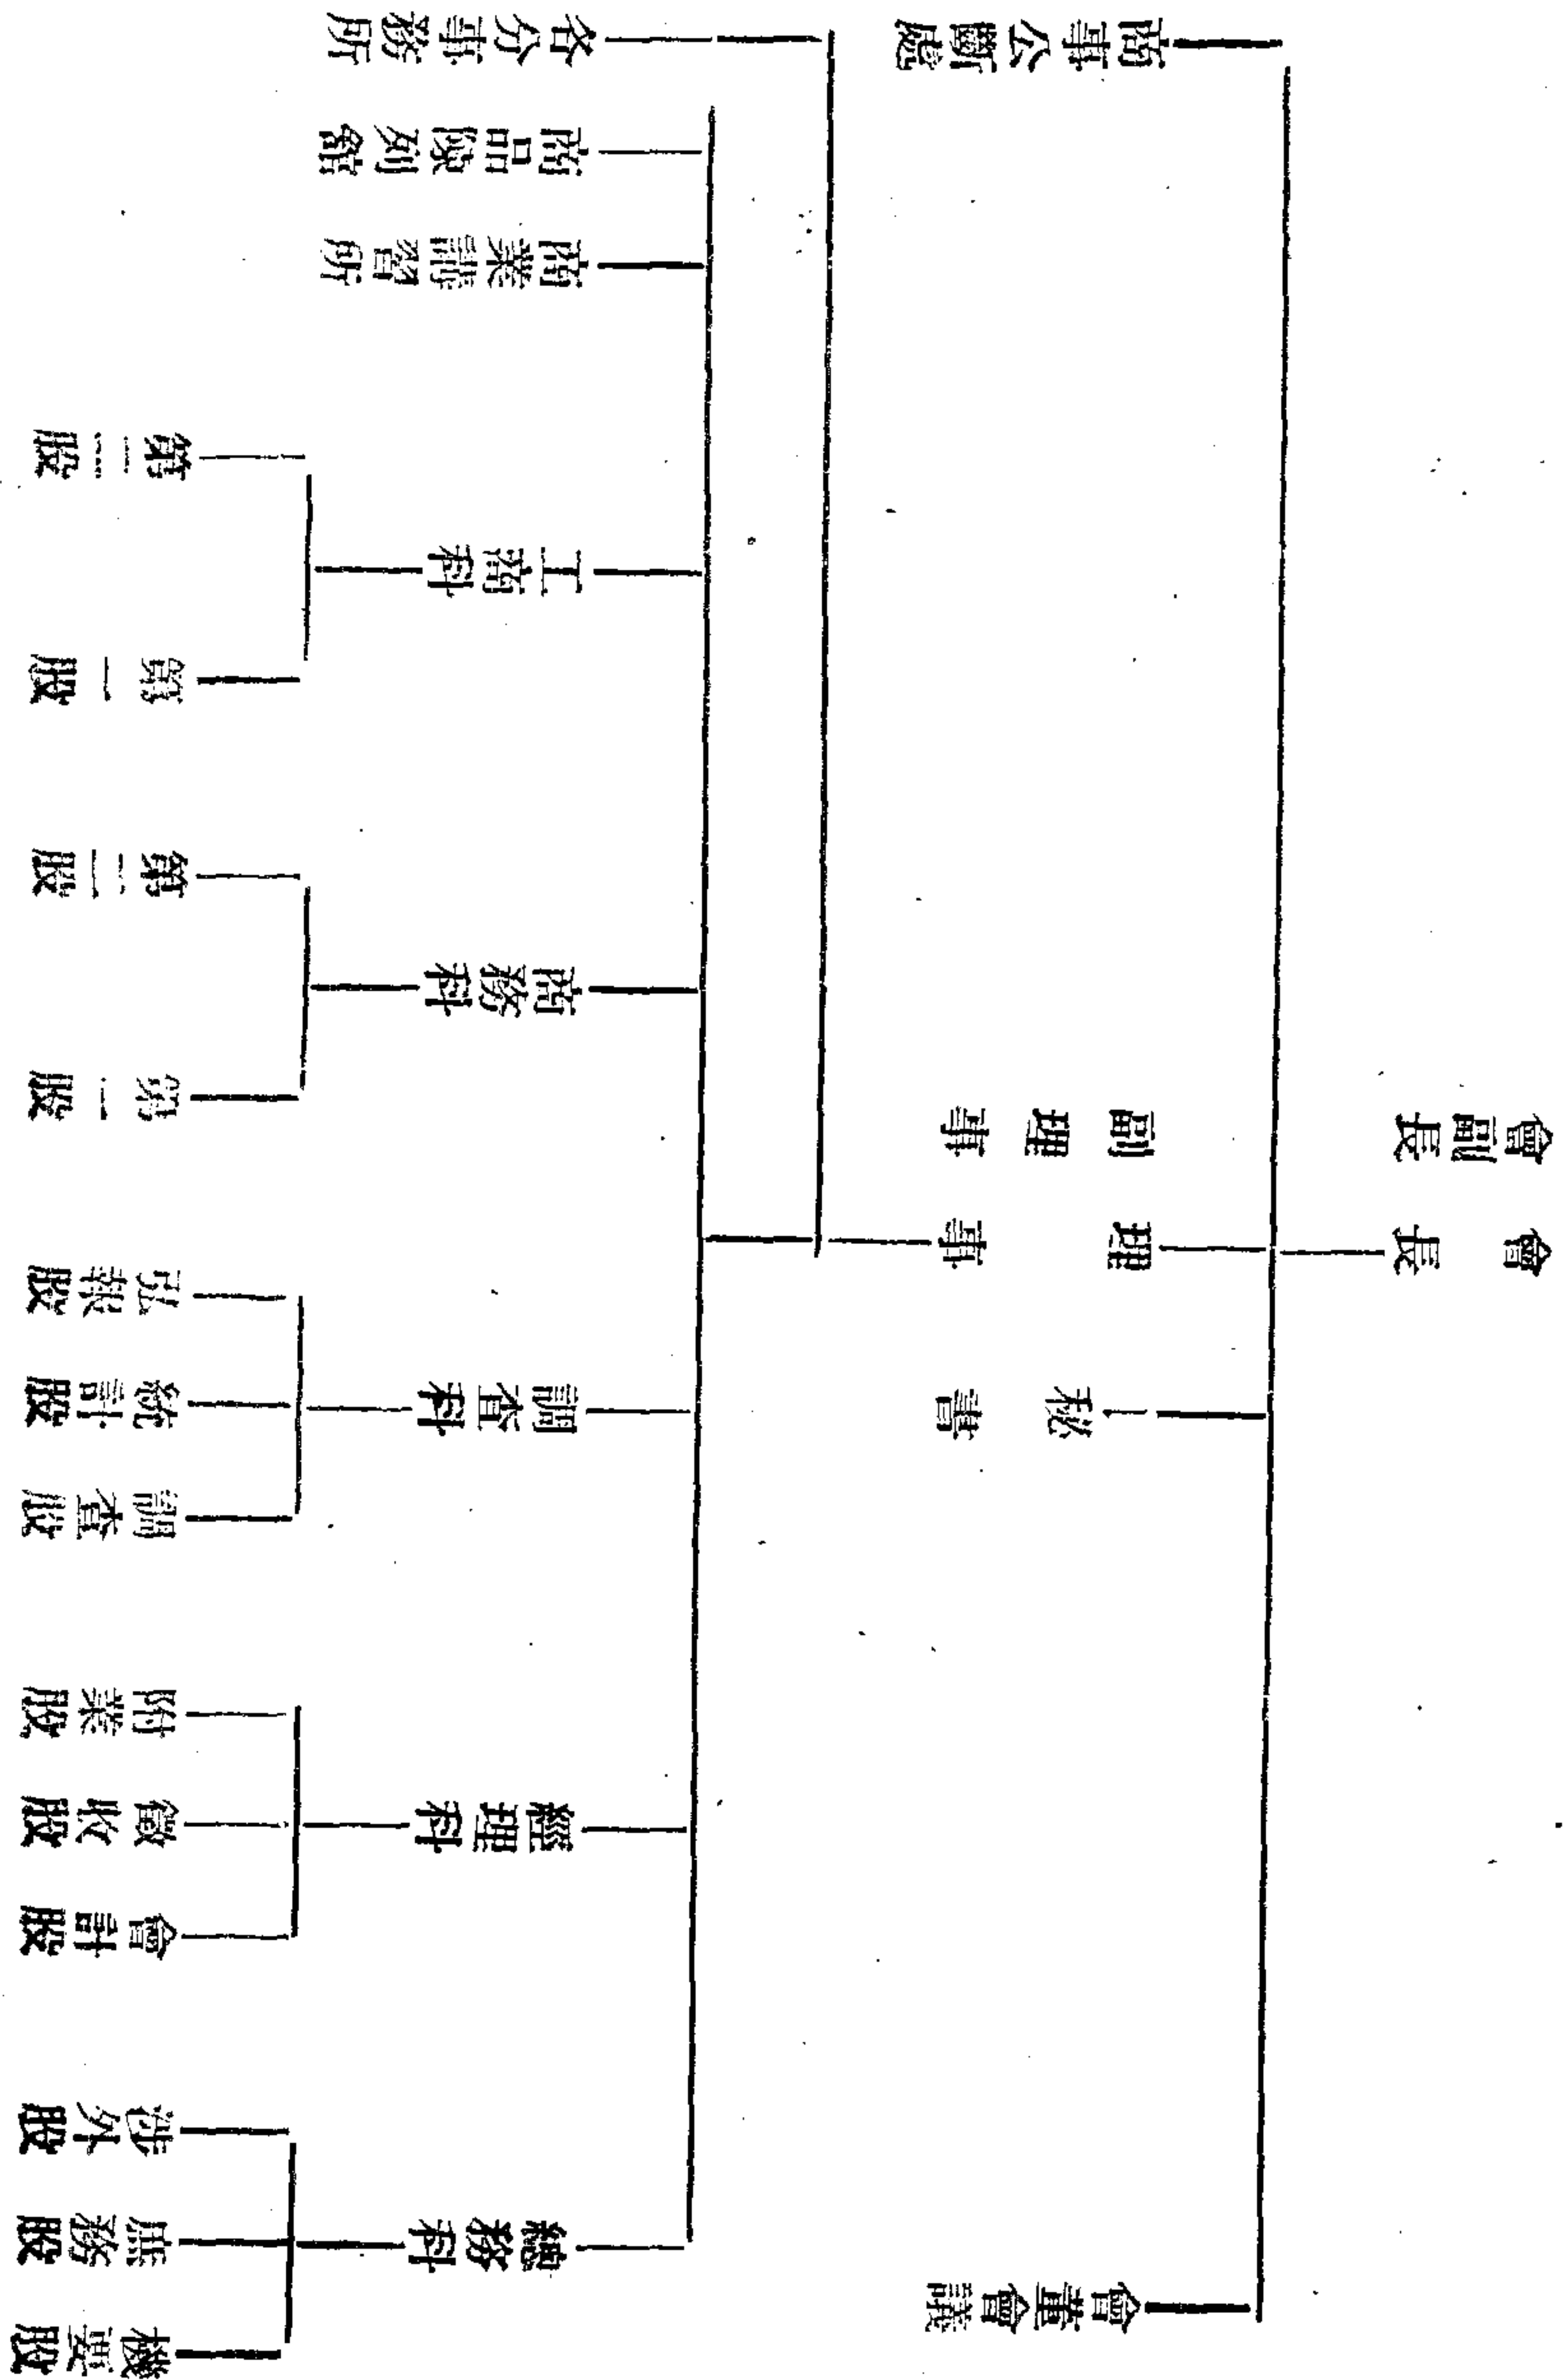 會長
會副長
會董會議
秘書
理事
副理事
商事公斷處
總務科
經理科
調查科
商務科
工商科
商業講習所
商品陳列館
各分事務所
機要股
庶務股
涉外股
會計股
徵收股
附業股
調查股
統計股
弘報股
第一股
第二股
第一股
第二股